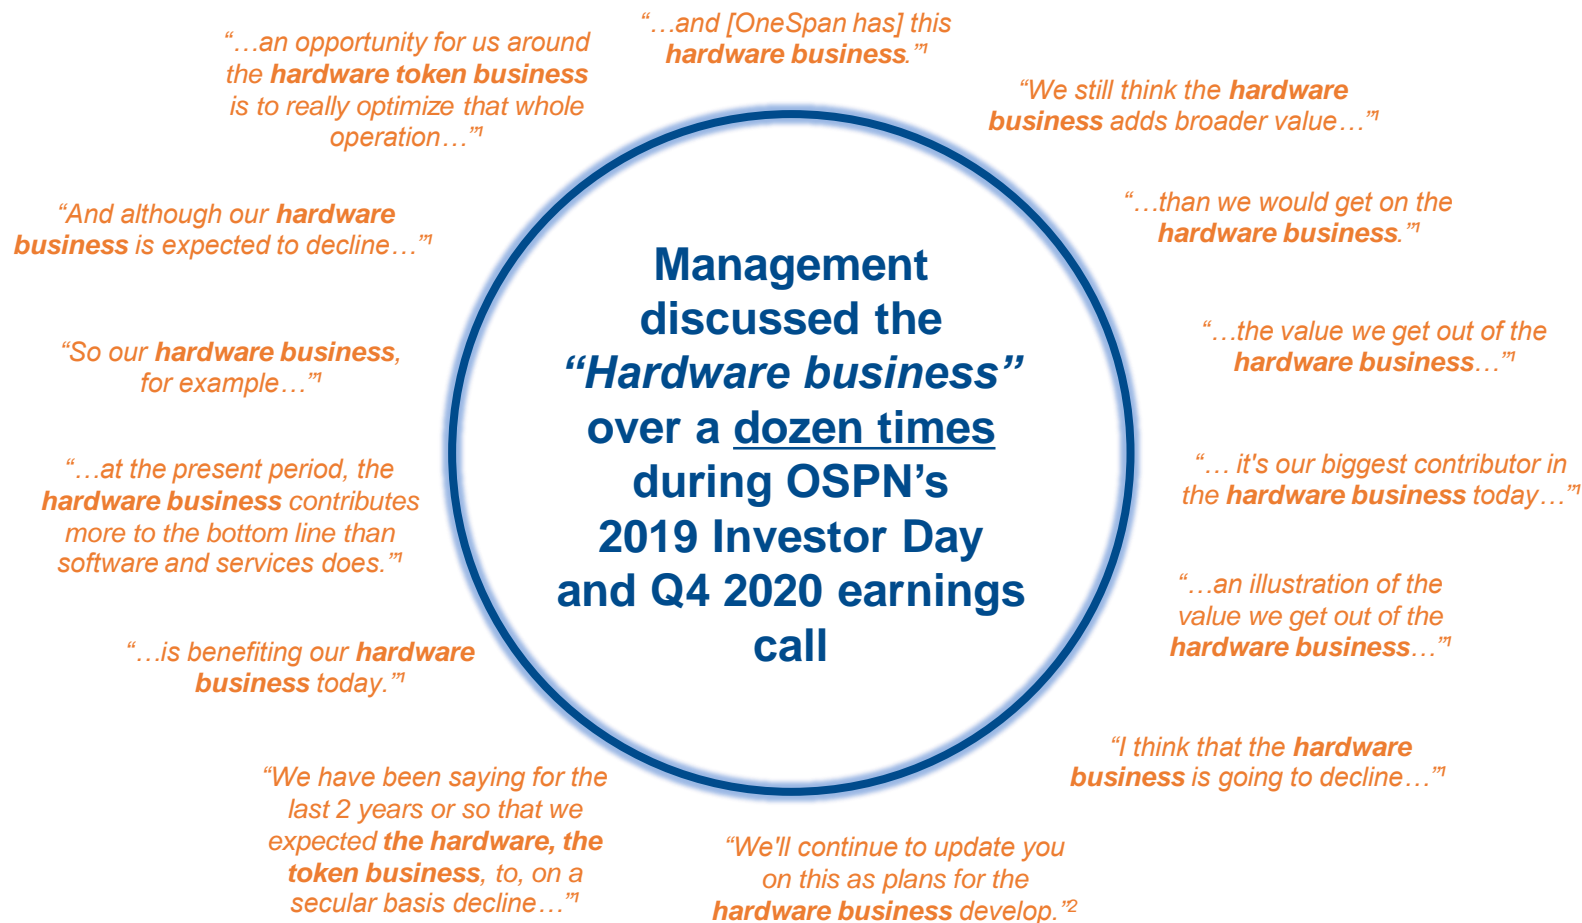 “…and [OneSpan has] this
hardware business.”¹
“…an opportunity for us around
the hardware token business
is to really optimize that whole
operation…”¹
“We still think the hardware
business adds broader value…”¹
“And although our hardware
business is expected to decline…”¹
“…than we would get on the
hardware business.”¹
“So our hardware business,
for example…”¹
“…the value we get out of the
hardware business…”¹
“…at the present period, the
hardware business contributes
more to the bottom line than
software and services does.”¹
“… it's our biggest contributor in
the hardware business today…”¹
“…is benefiting our hardware
business today.”¹
“…an illustration of the
value we get out of the
hardware business…”¹
“We have been saying for the
last 2 years or so that we
expected the hardware, the
token business, to, on a
secular basis decline…”¹
“I think that the hardware
business is going to decline…”¹
“We'll continue to update you
on this as plans for the
hardware business develop.”²
Management
discussed the
“Hardware business”
over a dozen times
during OSPN’s
2019 Investor Day
and Q4 2020 earnings
call